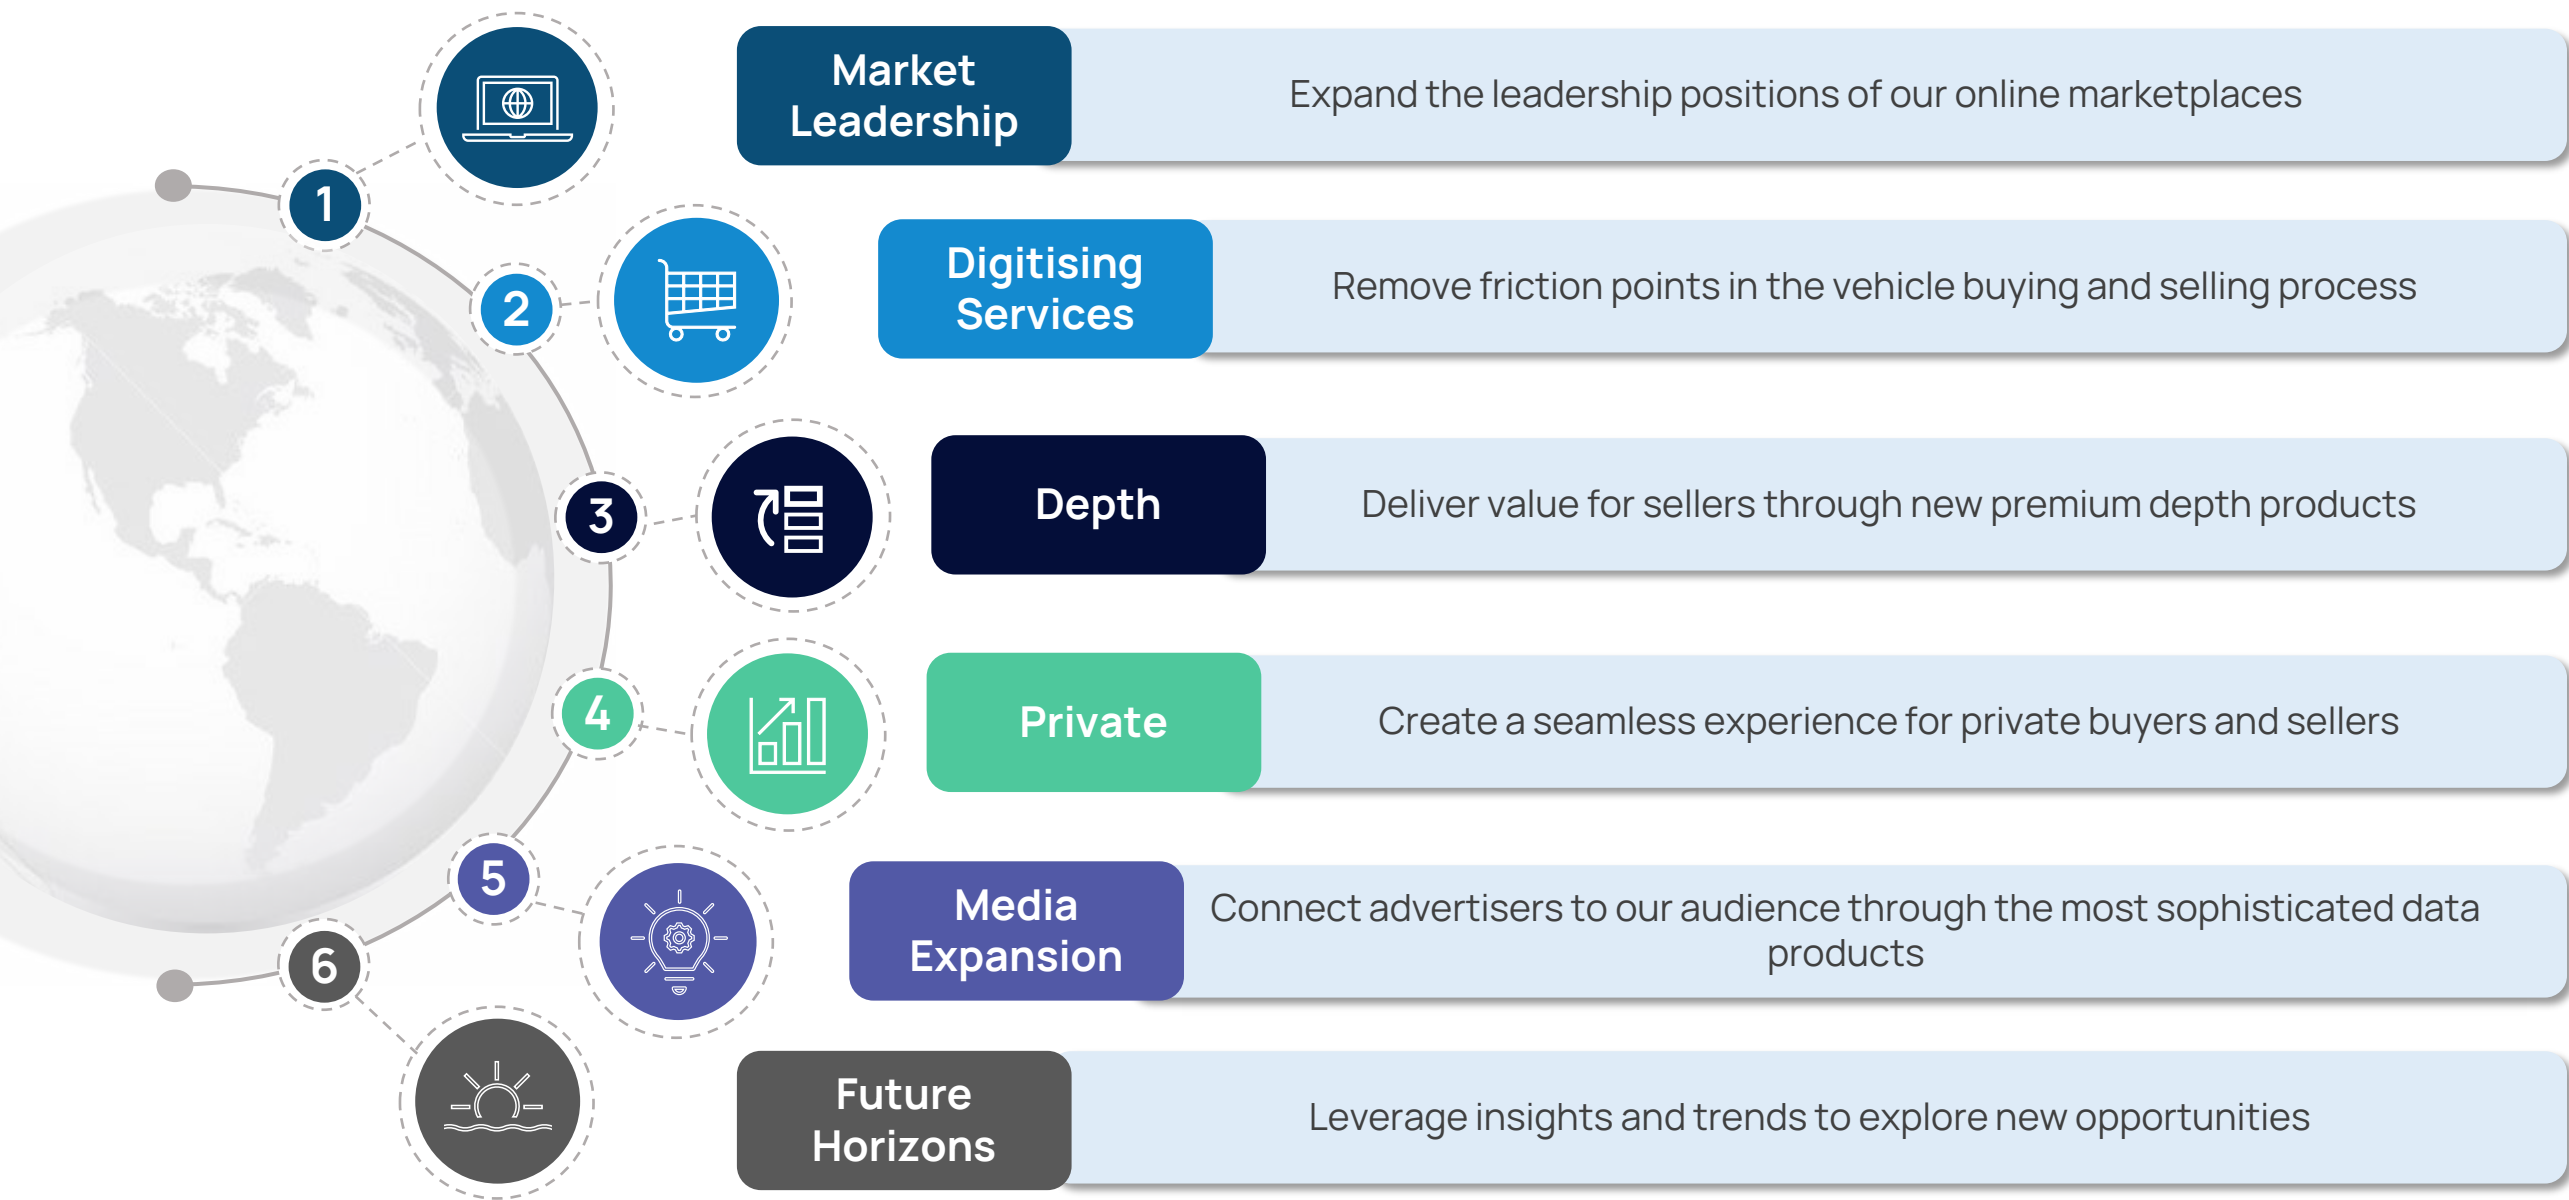 1
Market
Leadership
Expand the leadership positions of our online marketplaces
2
Digitising
Services
Remove friction points in the vehicle buying and selling process
3
Depth
Deliver value for sellers through new premium depth products
4
Private
Create a seamless experience for private buyers and sellers
5
Media
Expansion
Connect advertisers to our audience through the most sophisticated data
products
6
Future
Horizons
Leverage insights and trends to explore new opportunities